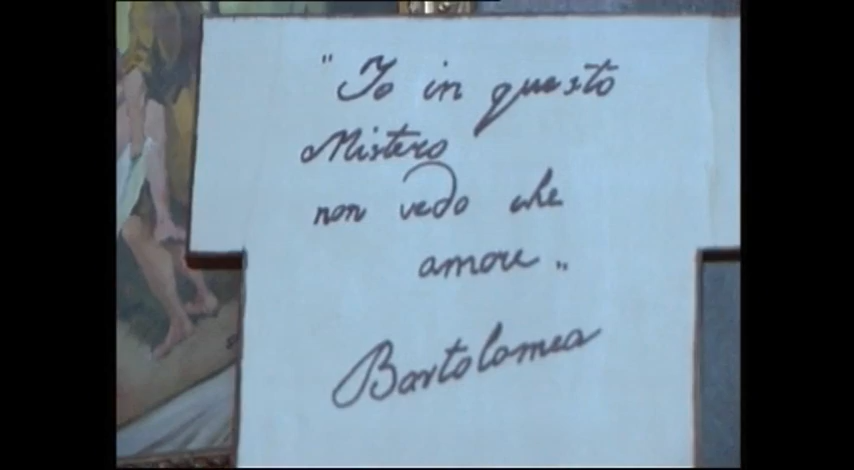 "Io in questo
Mistero
non vedo che
amore„
Bartolomea